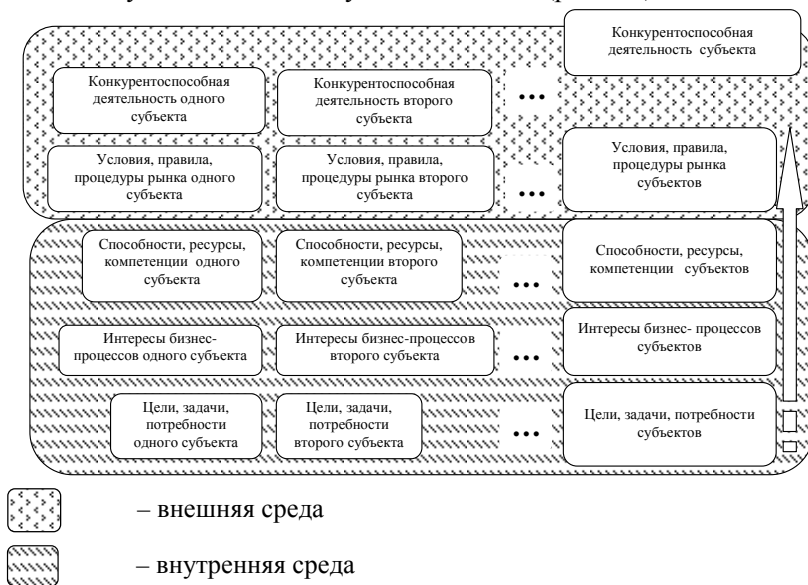 Конкурентоспособная
деятельность субъекта
Конкурентоспособная
деятельность одного
субъекта
Конкурентоспособная
деятельность второго
субъекта
...
Условия, правила,
процедуры рынка одного
субъекта
Условия, правила,
процедуры рынка второго
субъекта
...
Условия, правила,
процедуры рынка
субъектов
Способности, ресурсы,
компетенции одного
субъекта
Способности, ресурсы,
компетенции второго
субъекта
...
Способности, ресурсы,
компетенции субъектов
Интересы бизнес-
процессов одного субъекта
Интересы бизнес-процессов
второго субъекта
...
Интересы бизнес- процессов
субъектов
Цели, задачи,
потребности
одного субъекта
Цели, задачи,
потребности
второго субъекта
...
Цели, задачи, потребности
субъектов
– внешняя среда
– внутренняя среда